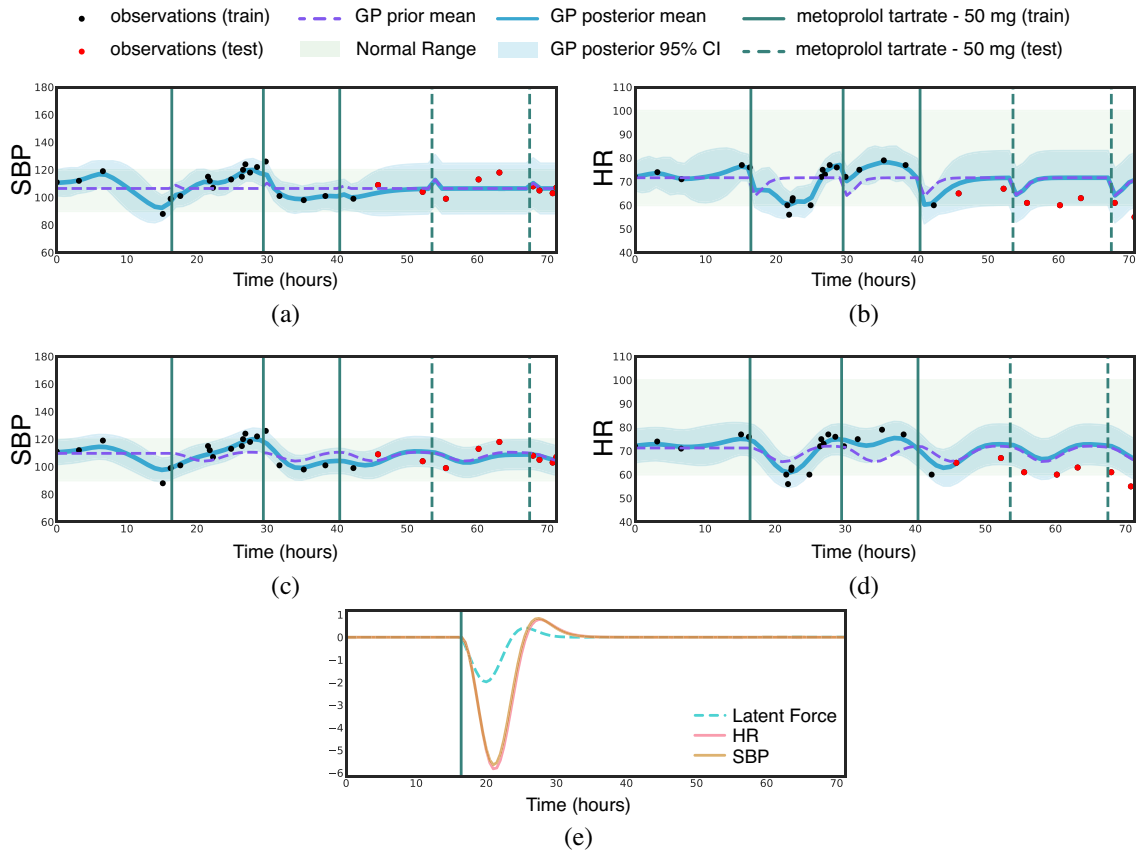 observations (train) GP prior mean GP posterior mean metoprolol tartrate - 50 mg (train)
observations (test) Normal Range GP posterior 95% CI metoprolol tartrate - 50 mg (test)
180
160
140
120
100
80
60
SBP
0 10 20 30 40 50 60 70
Time (hours)
(a)
110
100
90
80
70
60
50
40
HR
0 10 20 30 40 50 60 70
Time (hours)
(b)
180
160
140
120
100
80
60
SBP
0 10 20 30 40 50 60 70
Time (hours)
(c)
110
100
90
80
70
60
50
40
HR
0 10 20 30 40 50 60 70
Time (hours)
(d)
1
0
−1
−2
−3
−4
−5
−6
Latent Force
HR
SBP
0 10 20 30 40 50 60 70
Time (hours)
(e)